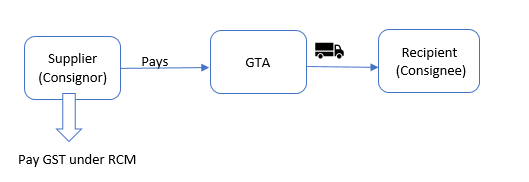 Supplier
(Consignor)
Pays
GTA
Recipient
(Consignee)
Pay GST under RCM